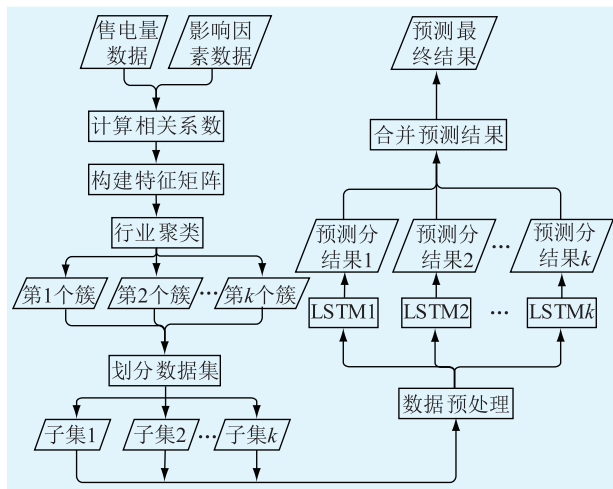 售电量
数据
影响因
素数据
计算相关系数
构建特征矩阵
行业聚类
第1个簇
第2个簇
…
第k个簇
划分数据集
子集1
子集2
…
子集k
预测最
终结果
合并预测结果
预测分
结果1
预测分
结果2
…
预测分
结果k
LSTM1
LSTM2
…
LSTMk
数据预处理